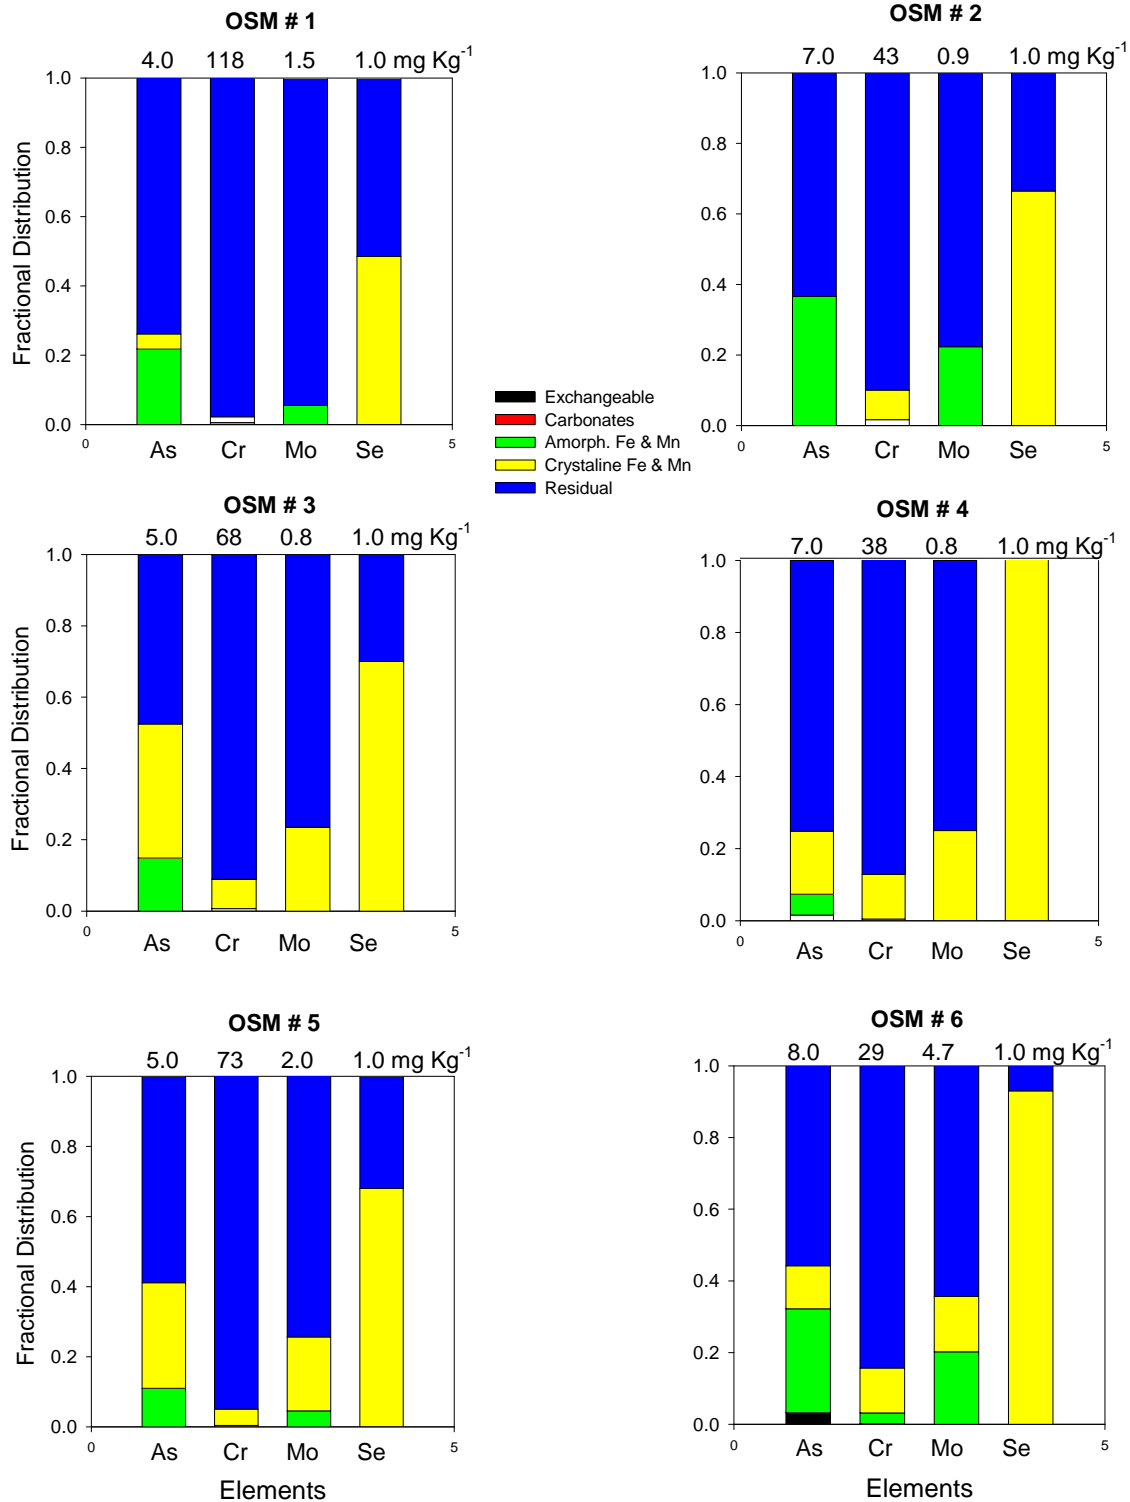 OSM # 1
4.0 118 1.5 1.0 mg Kg-1
1.0
0.8
0.6
0.4
0.2
0.0
Fractional Distribution
0 5
As Cr Mo Se
OSM # 2
7.0 43 0.9 1.0 mg Kg-1
1.0
0.8
0.6
0.4
0.2
0.0
0 5
As Cr Mo Se
Exchangeable
Carbonates
Amorph. Fe & Mn
Crystaline Fe & Mn
Residual
OSM # 3
5.0 68 0.8 1.0 mg Kg-1
1.0
0.8
0.6
0.4
0.2
0.0
Fractional Distribution
0 5
As Cr Mo Se
OSM # 4
7.0 38 0.8 1.0 mg Kg-1
1.0
0.8
0.6
0.4
0.2
0.0
0 5
As Cr Mo Se
OSM # 5
5.0 73 2.0 1.0 mg Kg-1
1.0
0.8
0.6
0.4
0.2
0.0
Fractional Distribution
0 5
As Cr Mo Se
Elements
OSM # 6
8.0 29 4.7 1.0 mg Kg-1
1.0
0.8
0.6
0.4
0.2
0.0
0 5
As Cr Mo Se
Elements